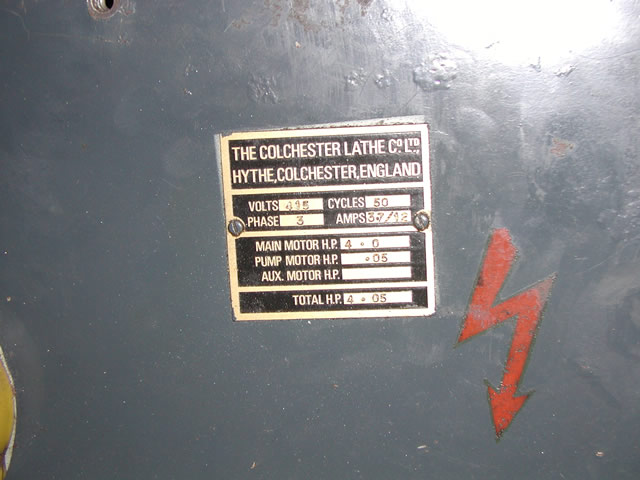 THE COLCHESTER LATHE CO LTD,
HYTHE, COLCHESTER, ENGLAND
VOLTS 415 CYCLES 50
PHASE 3 AMPS
MAIN MOTOR H.P. 4.0
PUMP MOTOR H.P. .05
AUX. MOTOR H.P.
TOTAL H.P. 4.05